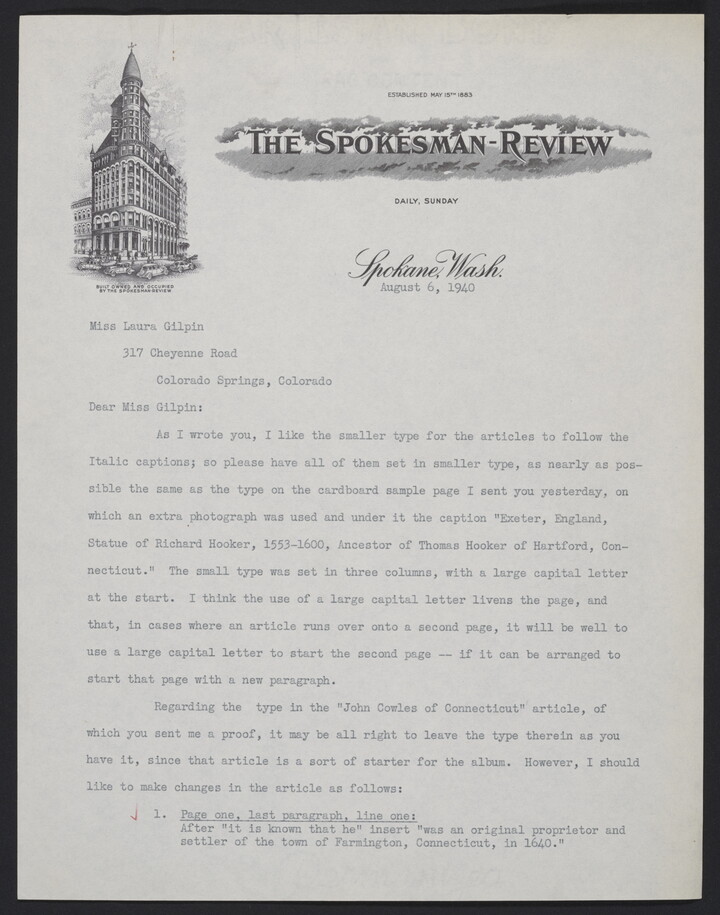 ESTABLISHED MAY 15TH 1883
THE SPOKESMAN-REVIEW
DAILY, SUNDAY
BUILT OWNED AND OCCUPIED
BY THE SPOKESMAN-REVIEW
Spokane, Wash.
August 6, 1940
Miss Laura Gilpin
317 Cheyenne Road
Colorado Springs, Colorado
Dear Miss Gilpin:
As I wrote you, I like the smaller type for the articles to follow the
Italic captions; so please have all of them set in smaller type, as nearly as pos-
sible the same as the type on the cardboard sample page I sent you yesterday, on
which an extra photograph was used and under it the caption "Exeter, England,
Statue of Richard Hooker, 1553-1600, Ancestor of Thomas Hooker of Hartford, Con-
necticut." The small type was set in three columns, with a large capital letter
at the start. I think the use of a large capital letter livens the page, and
that, in cases where an article runs over onto a second page, it will be well to
use a large capital letter to start the second page -- if it can be arranged to
start that page with a new paragraph.
Regarding the type in the "John Cowles of Connecticut" article, of
which you sent me a proof, it may be all right to leave the type therein as you
have it, since that article is a sort of starter for the album. However, I should
like to make changes in the article as follows:
1. Page one, last paragraph, line one:
After "it is known that he" insert "was an original proprietor and
settler of the town of Farmington, Connecticut, in 1640."